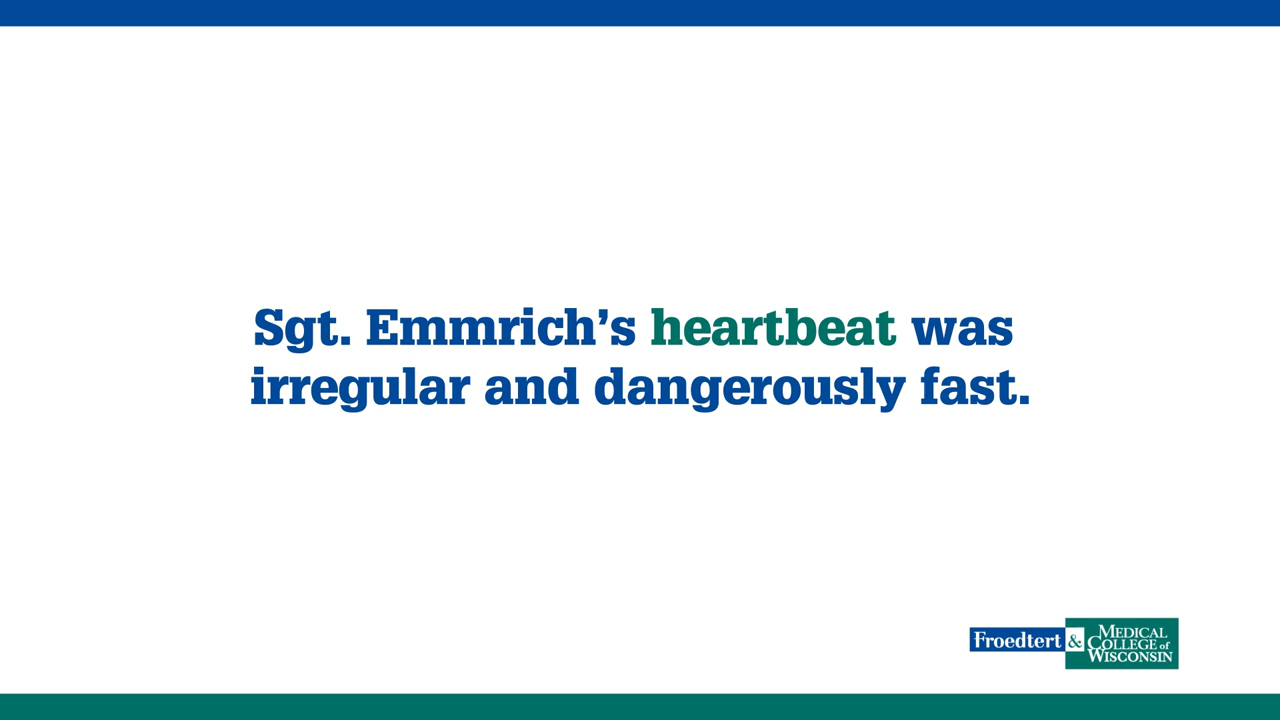 Sgt. Emmrich’s heartbeat was
irregular and dangerously fast.
Froedtert & MEDICAL
COLLEGE of
WISCONSIN